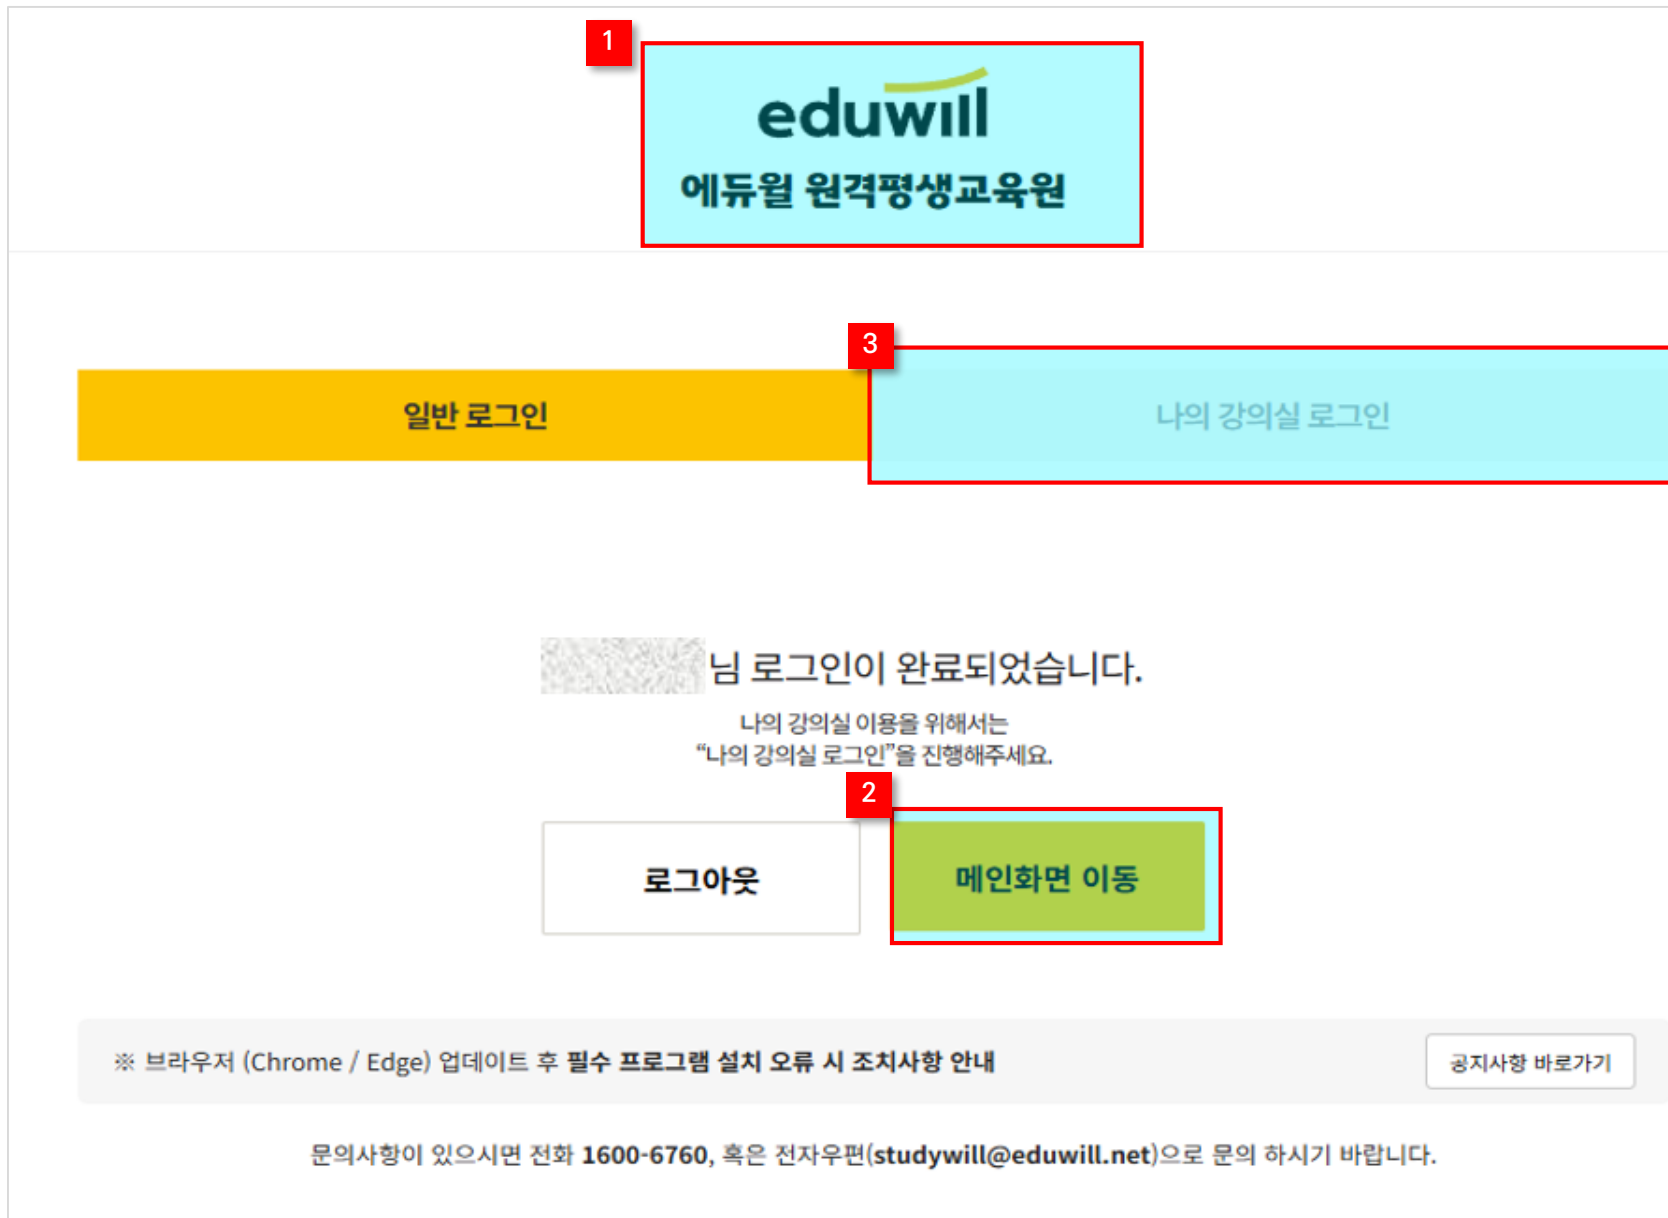 1
eduwill
에듀윌 원격평생교육원
3
일반 로그인
나의 강의실 로그인
님 로그인이 완료되었습니다.
나의 강의실 이용을 위해서는
“나의 강의실 로그인”을 진행해주세요.
2
로그아웃
메인화면 이동
※ 브라우저 (Chrome / Edge) 업데이트 후 필수 프로그램 설치 오류 시 조치사항 안내
공지사항 바로가기
문의사항이 있으시면 전화 1600-6760, 혹은 전자우편(studywill@eduwill.net)으로 문의 하시기 바랍니다.